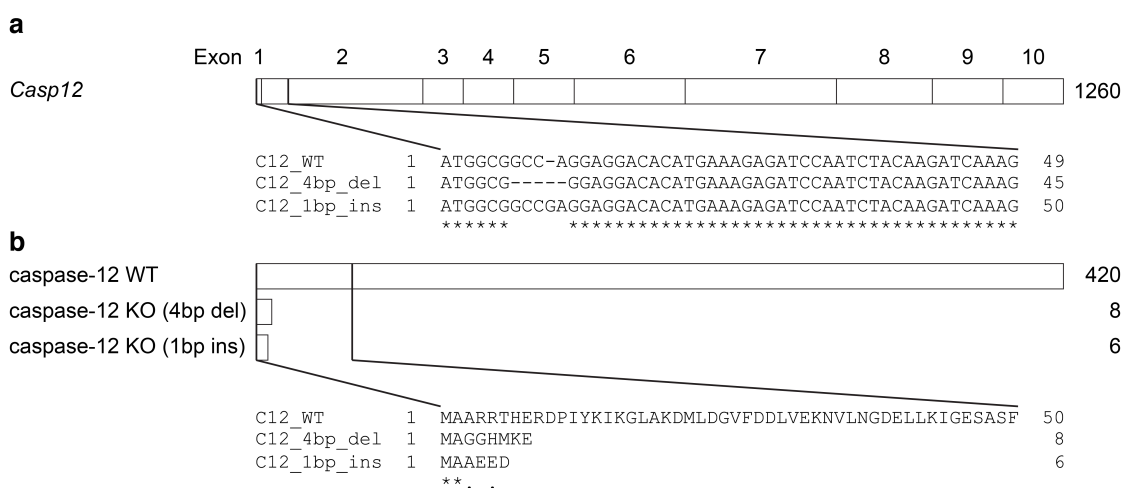 a
Exon 1 2 3 4 5 6 7 8 9 10
Casp12 1260
C12_WT 1 ATGGCGGCC-AGGAGGACACATGAAAGAGATCCAATCTACAAGATCAAAG 49
C12_4bp_del 1 ATGGCG-----GGAGGACACATGAAAGAGATCCAATCTACAAGATCAAAG 45
C12_1bp_ins 1 ATGGCGGCCGAGGAGGACACATGAAAGAGATCCAATCTACAAGATCAAAG 50
****** ***************************************
b
caspase-12 WT 420
caspase-12 KO (4bp del) 8
caspase-12 KO (1bp ins) 6
C12_WT 1 MAARRTHERDPIYKIKGLAKDMLDGVFDDLVEKNVLNGDELLKIGESASF 50
C12_4bp_del 1 MAGGHMKE 8
C12_1bp_ins 1 MAAEED 6
**. .